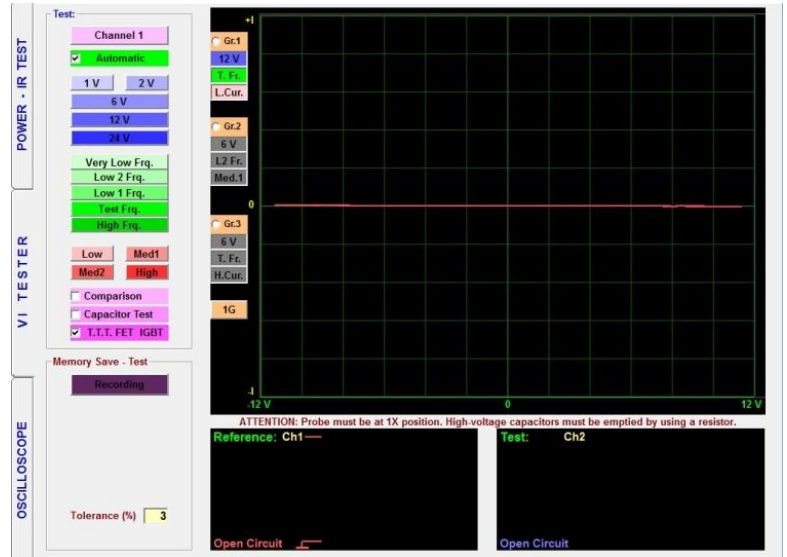 POWER - IR TEST
VI TESTER
OSCILLOSCOPE
Test:
Channel 1
Automatic
1 V
2 V
6 V
12 V
24 V
Very Low Frq.
Low 2 Frq.
Low 1 Frq.
Test Frq.
High Frq.
Low
Med1
Med2
High
Comparison
Capacitor Test
T.T.T. FET IGBT
Memory Save - Test
Recording
Tolerance (%) 3
Gr.1
12 V
T. Fr.
L.Cur.
Gr.2
6 V
L2 Fr.
Med.1
Gr.3
6 V
T. Fr.
H.Cur.
1G
+I
0
-I
-12 V
0
12 V
ATTENTION: Probe must be at 1X position. High-voltage capacitors must be emptied by using a resistor.
Reference: Ch1
Open Circuit
Test: Ch2
Open Circuit